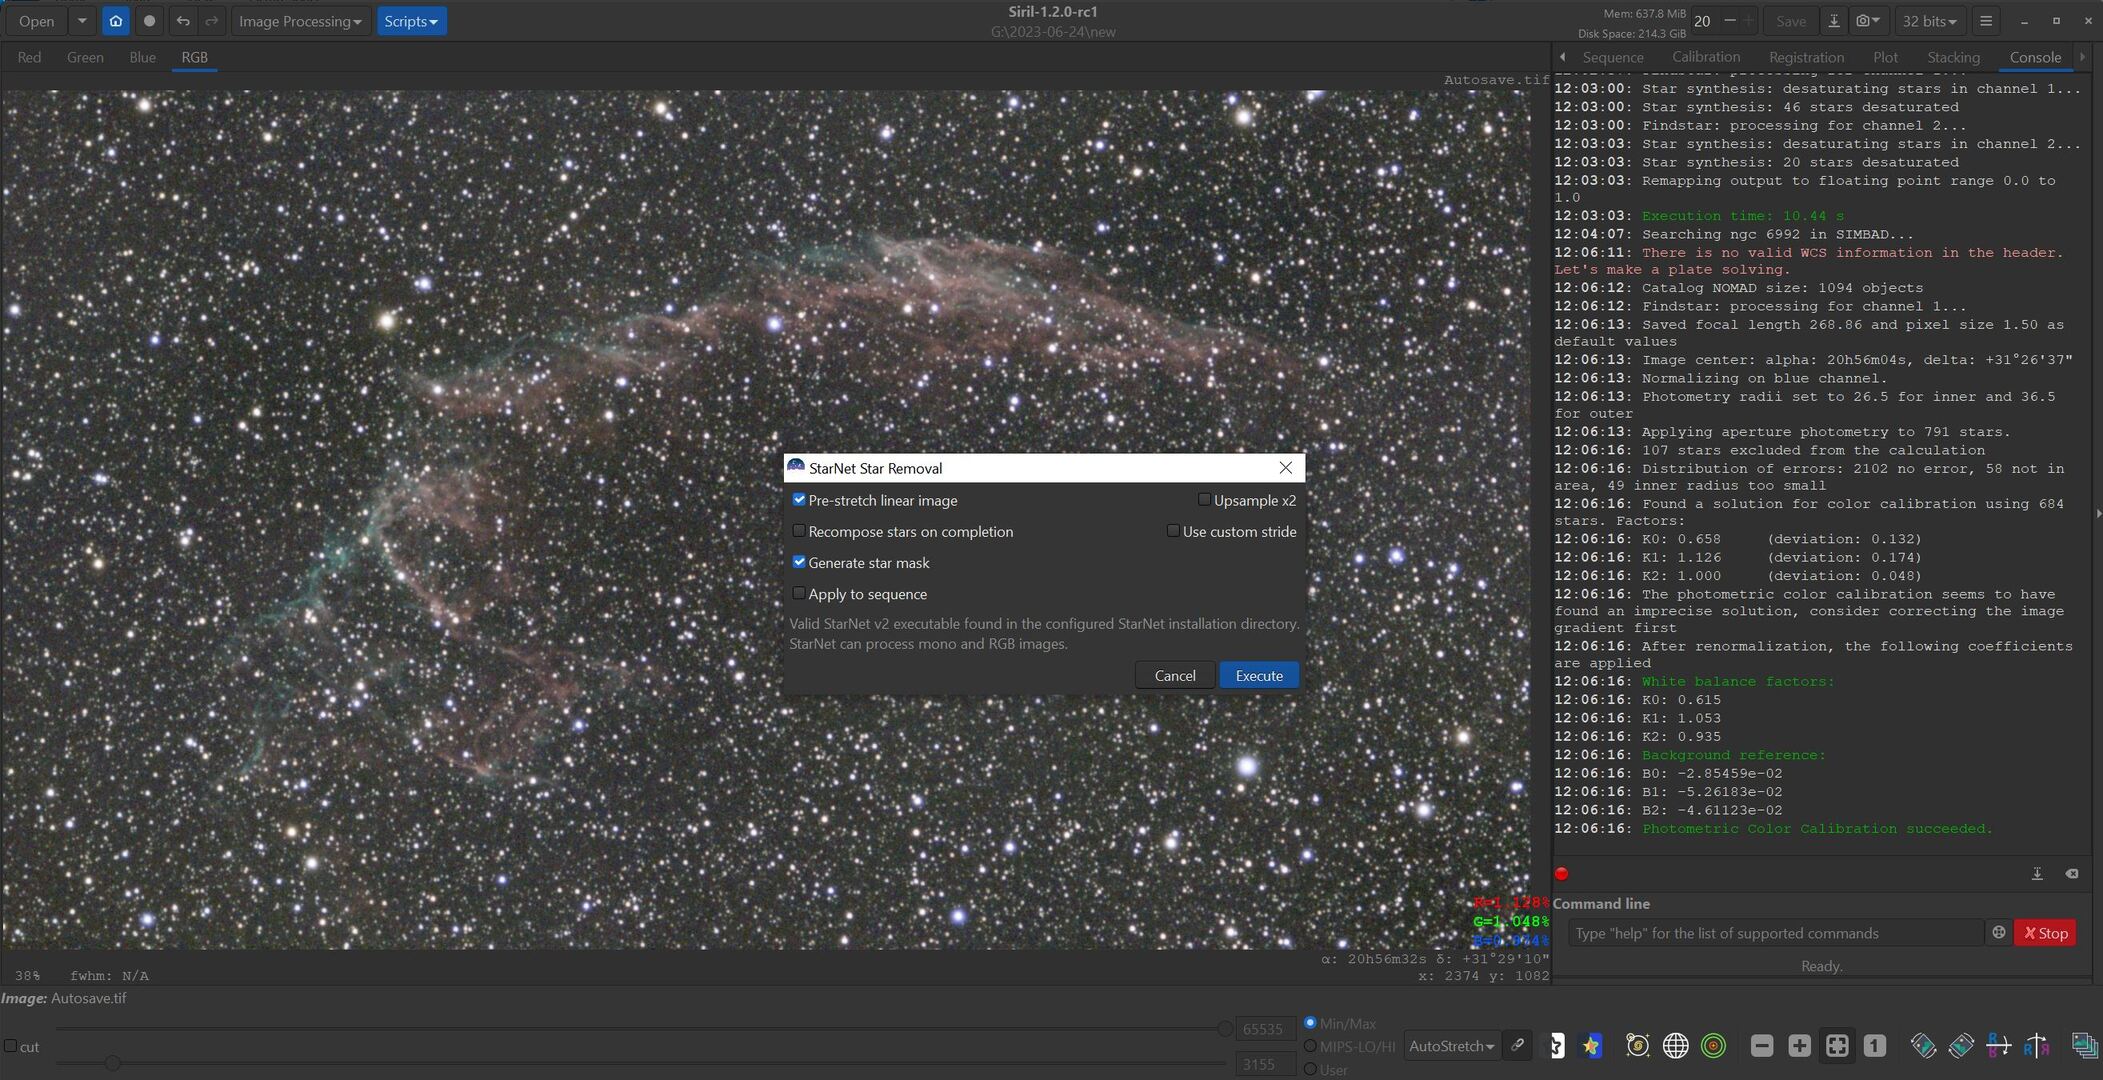 Open
Image Processing
Scripts
Siril-1.2.0-rc1
G:\2023-06-24\new
Mem: 637.8 MiB
Disk Space: 214.3 GiB
20
Save
32 bits
Red Green Blue RGB
Sequence Calibration Registration Plot Stacking Console
Autosave.tif
12:03:00: Star synthesis: desaturating stars in channel 1...
12:03:00: Star synthesis: 46 stars desaturated
12:03:00: Findstar: processing for channel 2...
12:03:03: Star synthesis: desaturating stars in channel 2...
12:03:03: Star synthesis: 20 stars desaturated
12:03:03: Remapping output to floating point range 0.0 to
1.0
12:03:03: Execution time: 10.44 s
12:04:07: Searching ngc 6992 in SIMBAD...
12:06:11: There is no valid WCS information in the header.
Let's make a plate solving.
12:06:12: Catalog NOMAD size: 1094 objects
12:06:12: Findstar: processing for channel 1...
12:06:13: Saved focal length 268.86 and pixel size 1.50 as
default values
12:06:13: Image center: alpha: 20h56m04s, delta: +31°26'37"
12:06:13: Normalizing on blue channel.
12:06:13: Photometry radii set to 26.5 for inner and 36.5
for outer
12:06:13: Applying aperture photometry to 791 stars.
12:06:16: 107 stars excluded from the calculation
12:06:16: Distribution of errors: 2102 no error, 58 not in
area, 49 inner radius too small
12:06:16: Found a solution for color calibration using 684
stars. Factors:
12:06:16: K0: 0.658 (deviation: 0.132)
12:06:16: K1: 1.126 (deviation: 0.174)
12:06:16: K2: 1.000 (deviation: 0.048)
12:06:16: The photometric color calibration seems to have
found an imprecise solution, consider correcting the image
gradient first
12:06:16: After renormalization, the following coefficients
are applied
12:06:16: White balance factors:
12:06:16: K0: 0.615
12:06:16: K1: 1.053
12:06:16: K2: 0.935
12:06:16: Background reference:
12:06:16: B0: -2.85459e-02
12:06:16: B1: -5.26183e-02
12:06:16: B2: -4.61123e-02
12:06:16: Photometric Color Calibration succeeded.
StarNet Star Removal
Pre-stretch linear image
Upsample x2
Recompose stars on completion
Use custom stride
Generate star mask
Apply to sequence
Valid StarNet v2 executable found in the configured StarNet installation directory.
StarNet can process mono and RGB images.
Cancel
Execute
R=1.128%
G=1.048%
B=0.974%
Command line
Type "help" for the list of supported commands
Stop
Ready.
α: 20h56m32s δ: +31°29'10"
x: 2374 y: 1082
38% fwhm: N/A
Image: Autosave.tif
cut
65535
3155
Min/Max
MIPS-LO/HI
User
AutoStretch
1